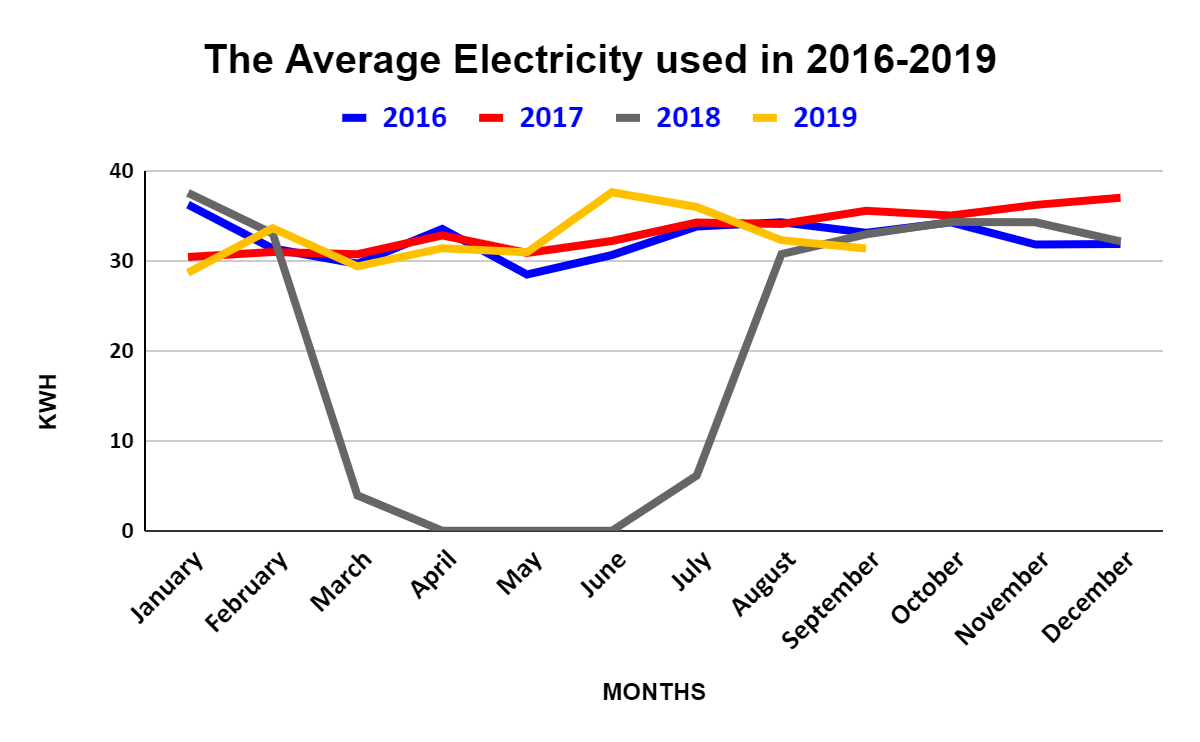 The Average Electricity used in 2016-2019
2016 2017 2018 2019
40
30
20
10
0
KWH
January February March April May June July August September October November December
MONTHS